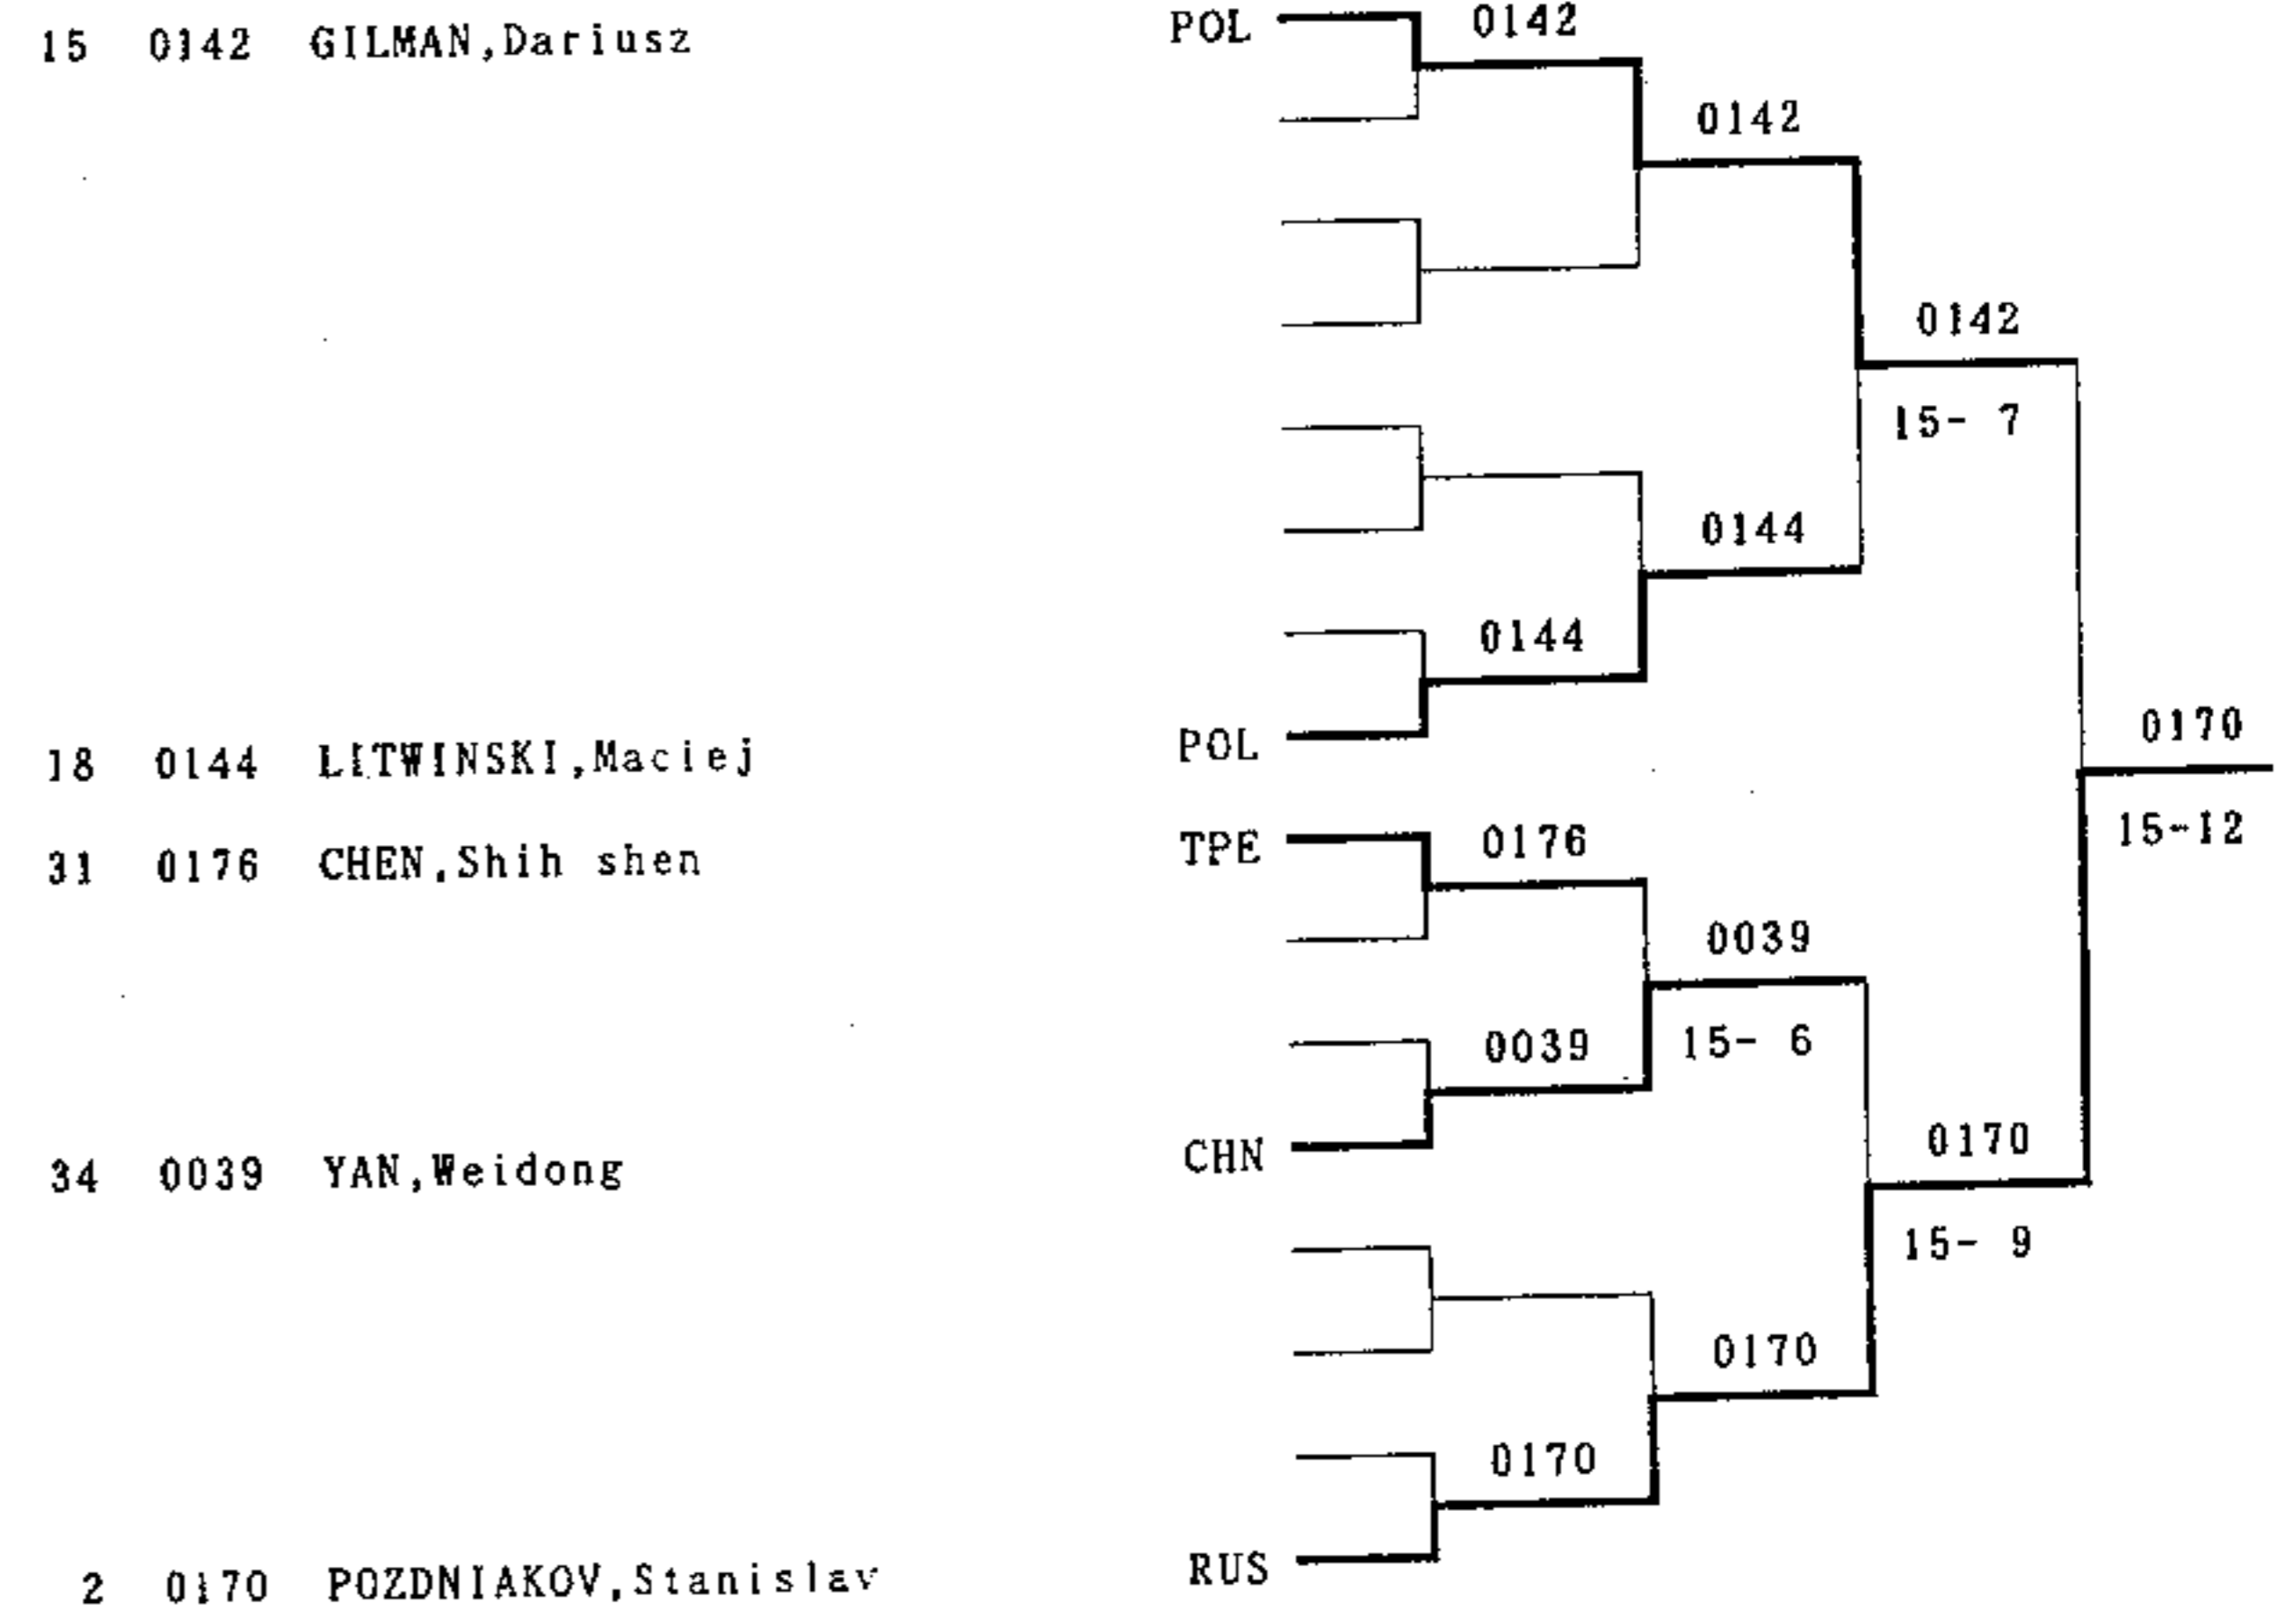 15 0142 GILMAN,Dariusz POL 0142
0142
0142
15- 7
0144
0144
18 0144 LITWINSKI,Maciej POL
0170
15-12
31 0176 CHEN,Shih shen TPE 0176
0039
0039 15- 6
34 0039 YAN,Weidong CHN
0170
15- 9
0170
0170
2 0170 POZDNIAKOV,Stanislav RUS